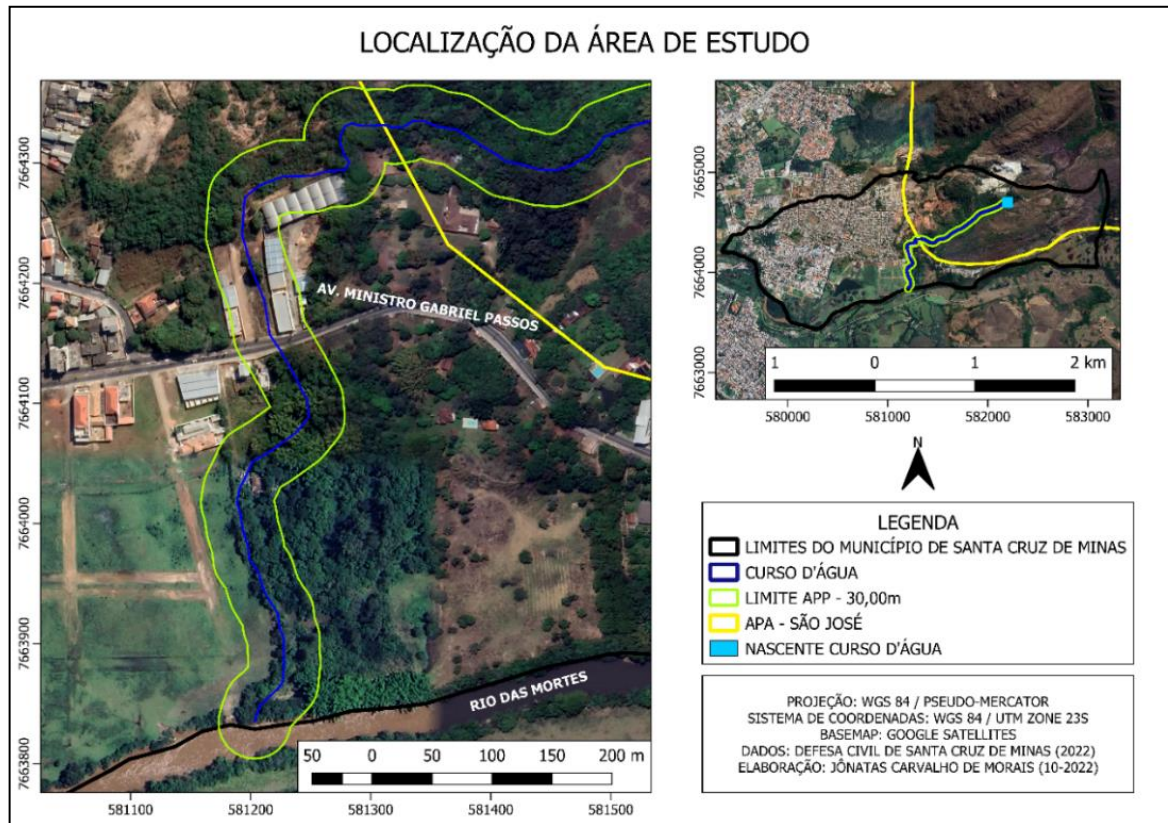 LOCALIZAÇÃO DA ÁREA DE ESTUDO
7664300
7664200
7664100
7664000
7663900
7663800
AV. MINISTRO GABRIEL PASSOS
RIO DAS MORTES
50 0 50 100 150 200 m
581100 581200 581300 581400 581500
7665000
7664000
7663000
1 0 1 2 km
580000 581000 582000 583000
N
LEGENDA
LIMITES DO MUNICÍPIO DE SANTA CRUZ DE MINAS
CURSO D'ÁGUA
LIMITE APP - 30,00m
APA - SÃO JOSÉ
NASCENTE CURSO D'ÁGUA
PROJEÇÃO: WGS 84 / PSEUDO-MERCATOR
SISTEMA DE COORDENADAS: WGS 84 / UTM ZONE 23S
BASEMAP: GOOGLE SATELLITES
DADOS: DEFESA CIVIL DE SANTA CRUZ DE MINAS (2022)
ELABORAÇÃO: JÔNATAS CARVALHO DE MORAIS (10-2022)